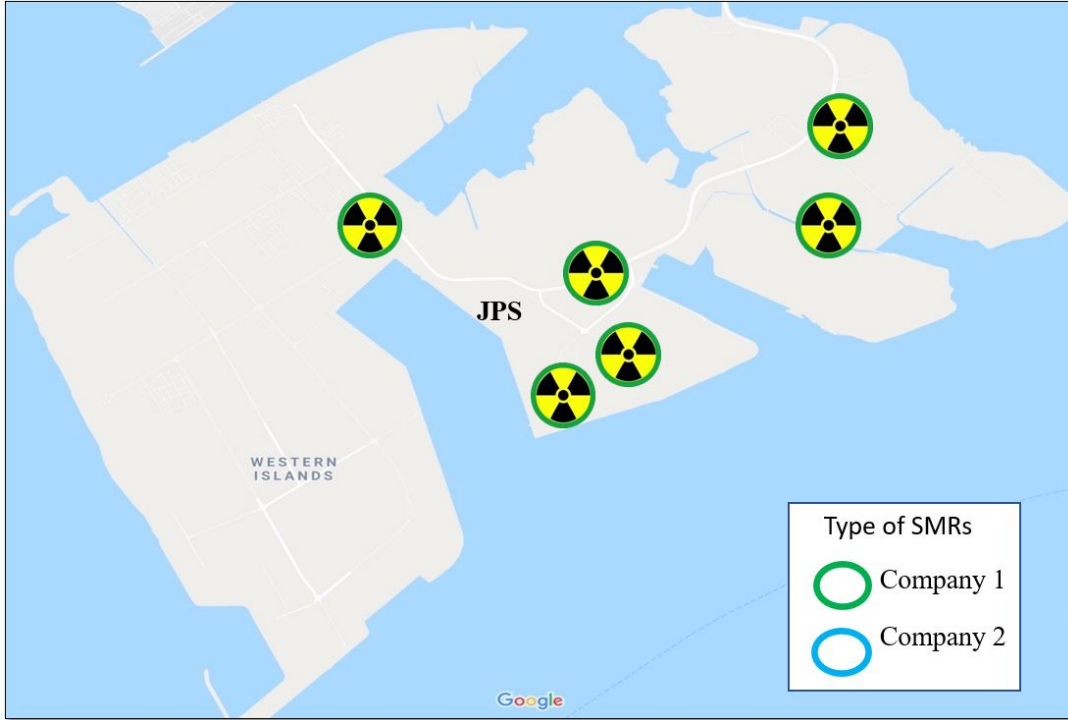 JPS
WESTERN
ISLANDS
Type of SMRs
Company 1
Company 2
Google